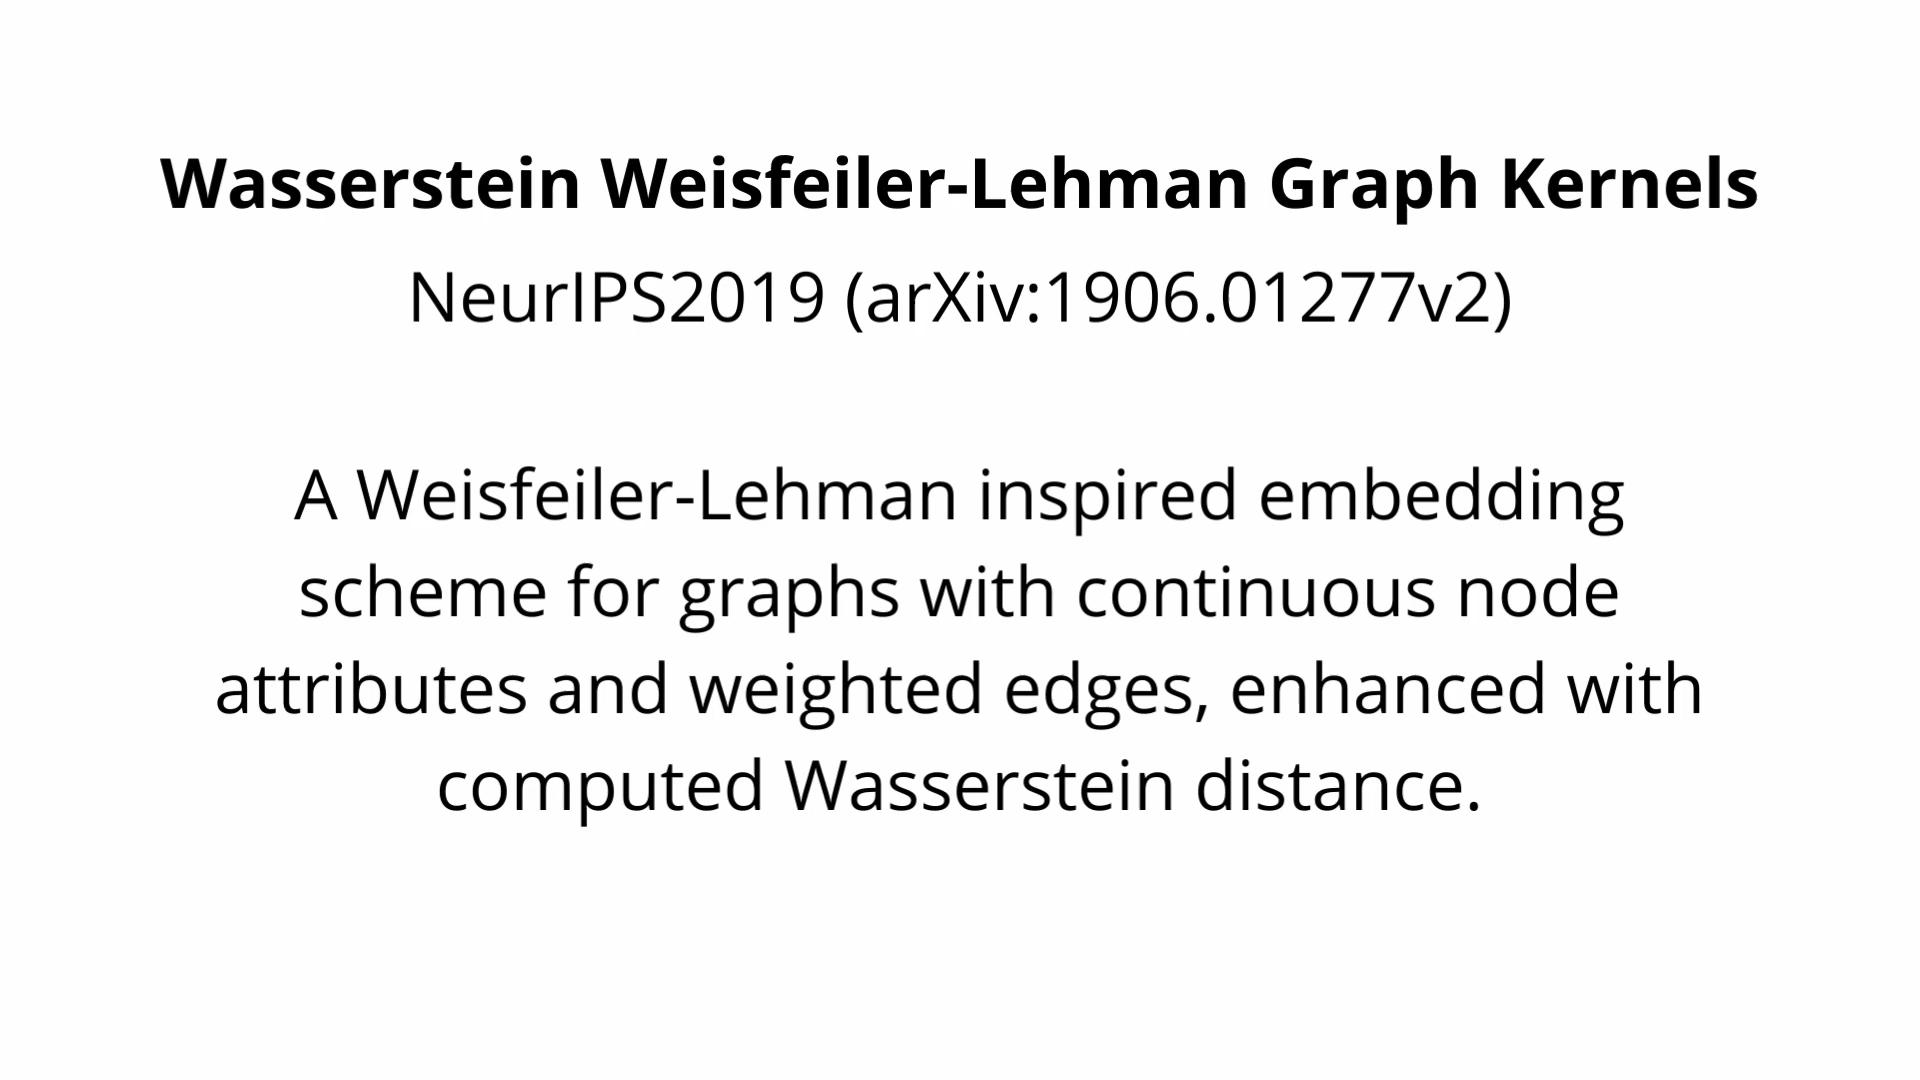 Wasserstein Weisfeiler-Lehman Graph Kernels
NeurIPS2019 (arXiv:1906.01277v2)
A Weisfeiler-Lehman inspired embedding
scheme for graphs with continuous node
attributes and weighted edges, enhanced with
computed Wasserstein distance.